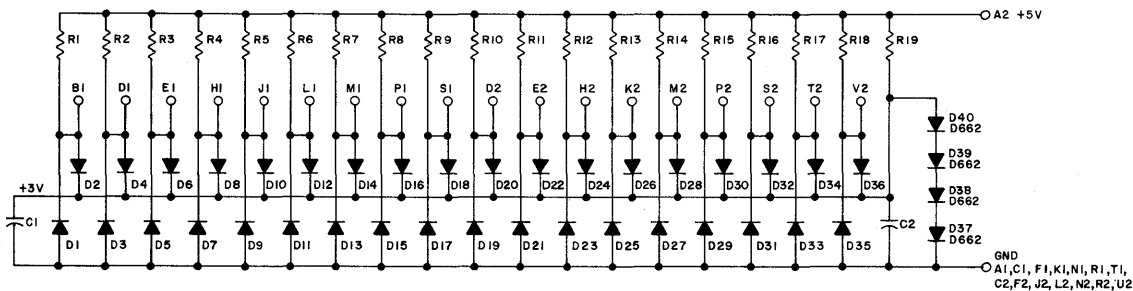 A2 +5V
R1 R2 R3 R4 R5 R6 R7 R8 R9 R10 R11 R12 R13 R14 R15 R16 R17 R18 R19
B1 D1 E1 H1 J1 L1 M1 P1 S1 D2 E2 H2 K2 M2 P2 S2 T2 V2
D40
D662
D39
D662
D2 D4 D6 D8 D10 D12 D14 D16 D18 D20 D22 D24 D26 D28 D30 D32 D34 D36
+3V
D38
D662
C1 C2
D37
D662
D1 D3 D5 D7 D9 D11 D13 D15 D17 D19 D21 D23 D25 D27 D29 D31 D33 D35
GND
A1,C1, F1,K1,N1,R1,T1,
C2,F2,J2,L2,N2,R2,U2